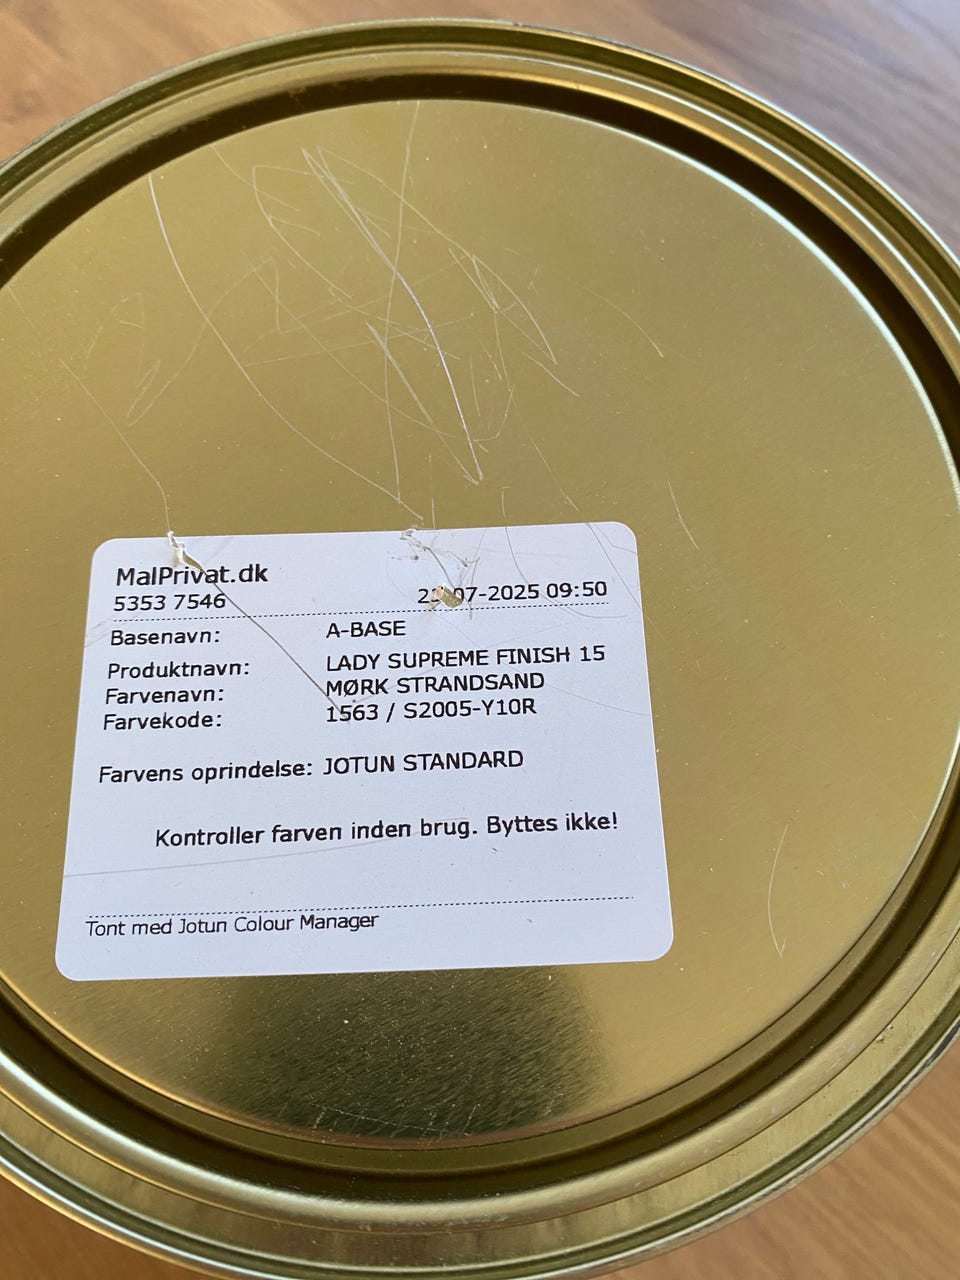 MalPrivat.dk
5353 7546
09:50
Basenavn: A-BASE
Produktnavn: LADY SUPREME FINISH 15
Farvenavn: MØRK STRANDSAND
Farvekode: 1563 / S2005-Y10R
Farvens oprindelse: JOTUN STANDARD
Kontroller farven inden brug. Byttes ikke!
Tont med Jotun Colour Manager